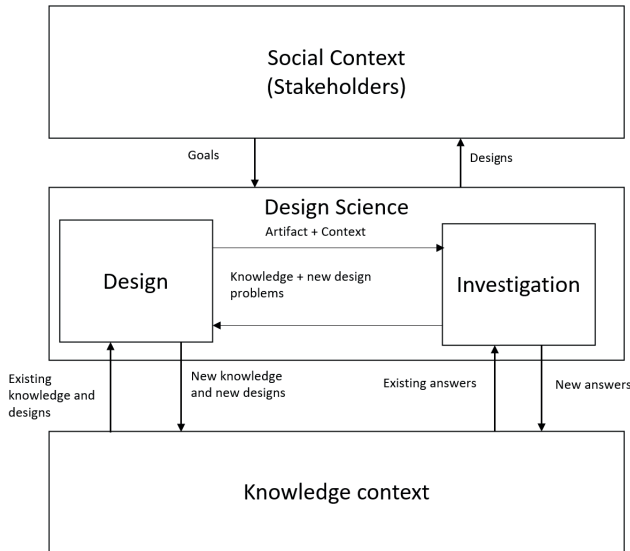 Social Context
(Stakeholders)
Goals
Designs
Design Science
Artifact + Context
Design
Knowledge + new design
problems
Investigation
Existing
knowledge and
designs
New knowledge
and new designs
Existing answers
New answers
Knowledge context